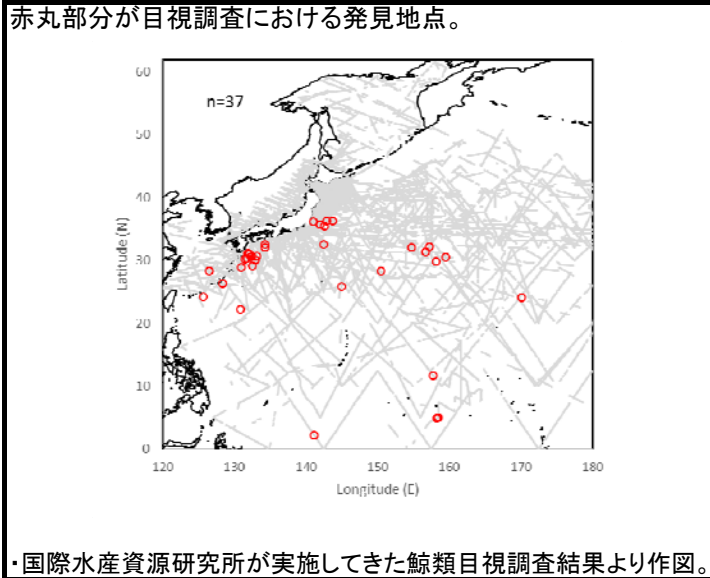 赤丸部分が目視調査における発見地点。
60
n=37
50
40
Latitude (N)
30
20
10
0
120 130 140 150 160 170 180
Longitude (E)
・国際水産資源研究所が実施してきた鯨類目視調査結果より作図。